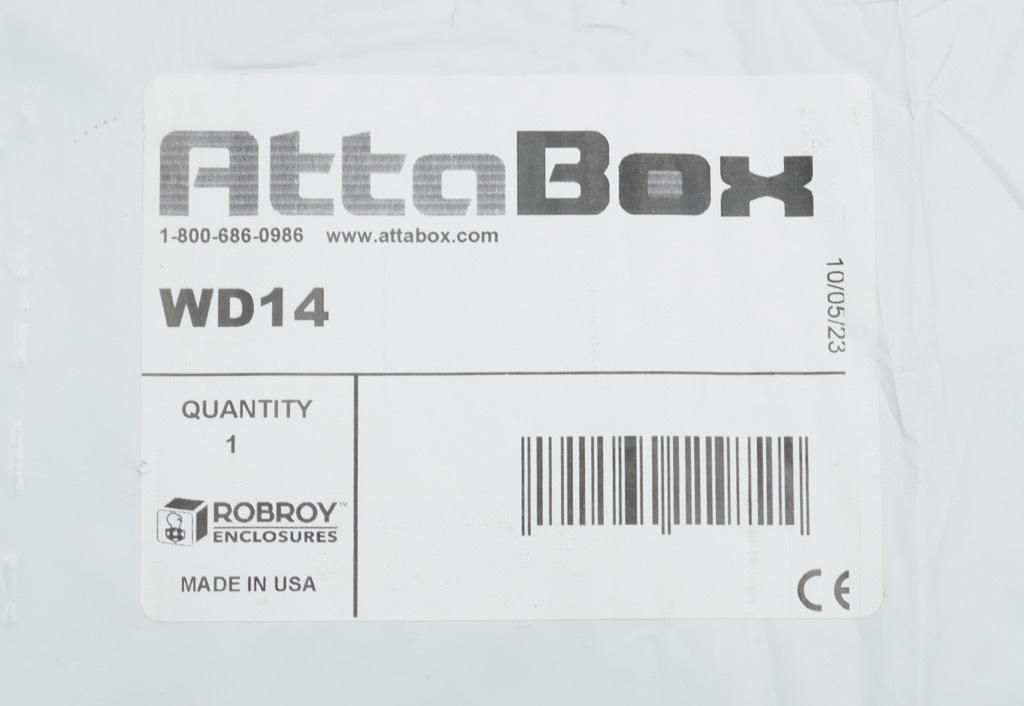 AttaBox™
1-800-686-0986 www.attabox.com
WD14
10/05/23
QUANTITY
1
ROBROY™
ENCLOSURES
MADE IN USA
CE